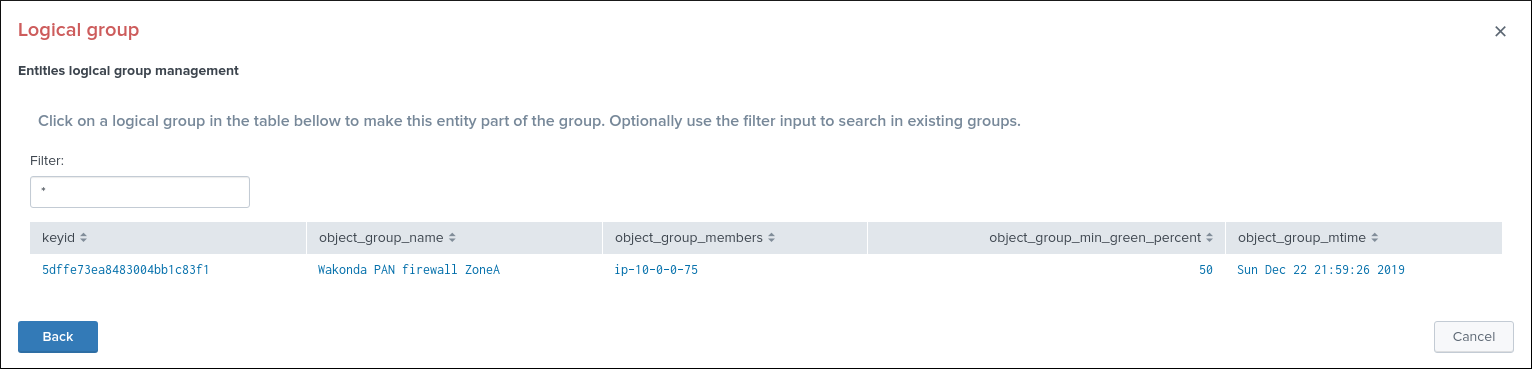 Logical group
×
Entities logical group management
Click on a logical group in the table bellow to make this entity part of the group. Optionally use the filter input to search in existing groups.
Filter:
*
keyid object_group_name object_group_members object_group_min_green_percent object_group_mtime
5dffe73ea8483004bb1c83f1 Wakonda PAN firewall ZoneA ip-10-0-0-75 50 Sun Dec 22 21:59:26 2019
Back Cancel